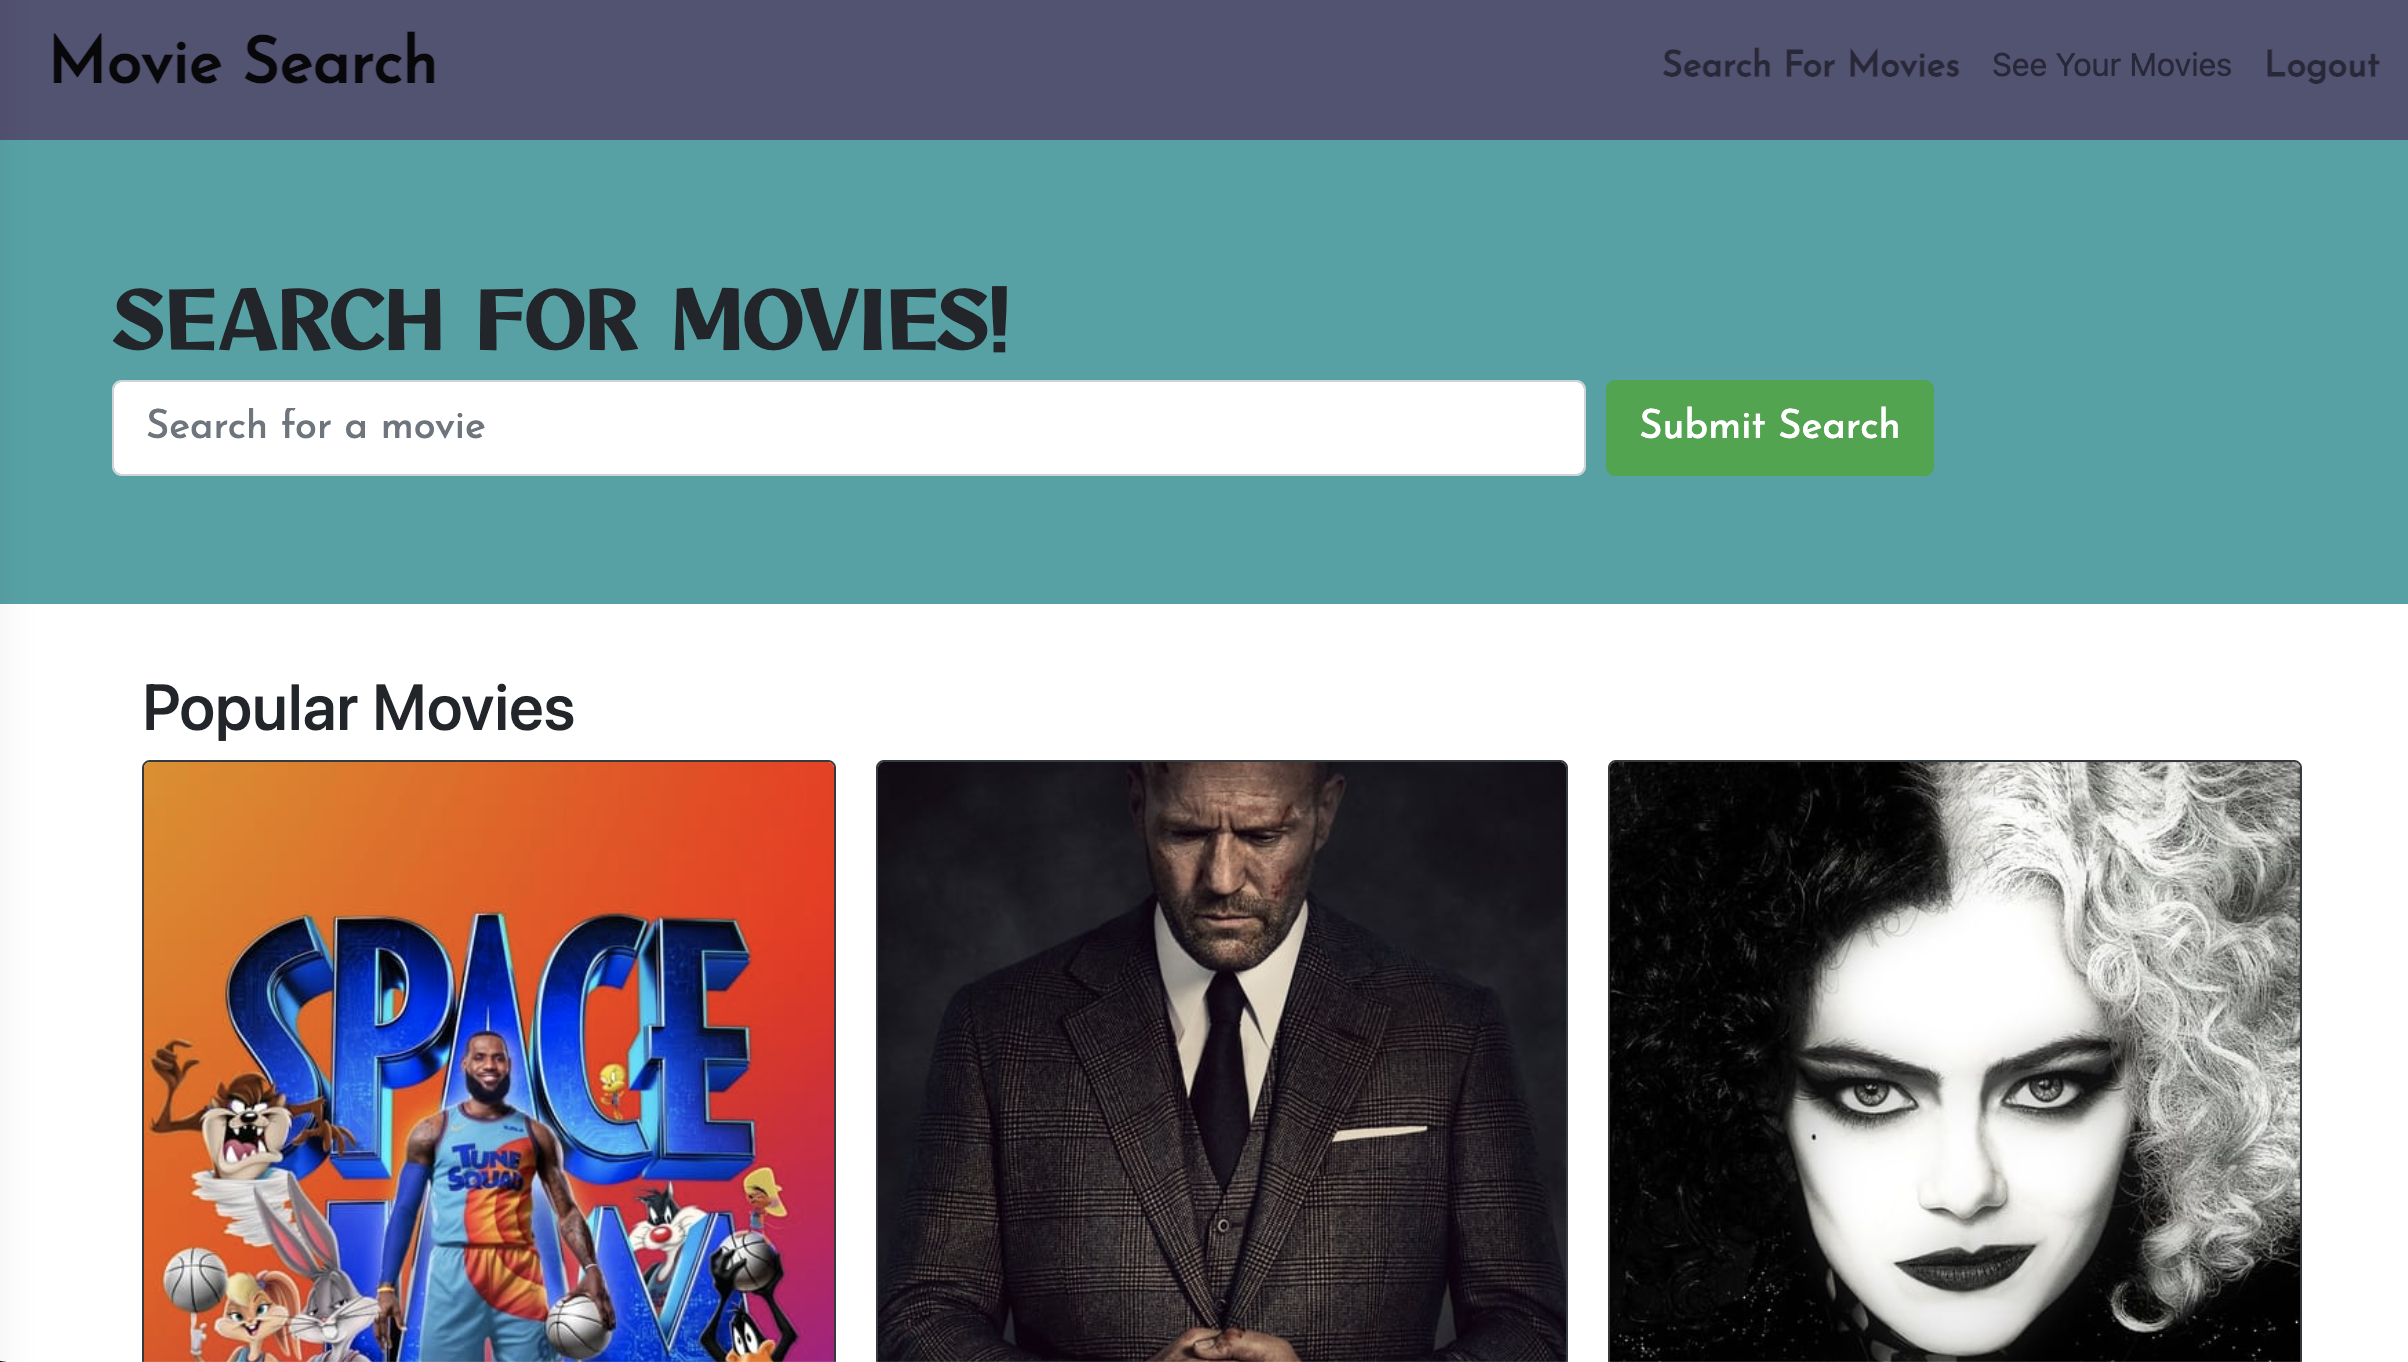 Movie Search
Search For Movies See Your Movies Logout
SEARCH FOR MOVIES!
Search for a movie
Submit Search
Popular Movies
SPACE
TUNE
SQUAD